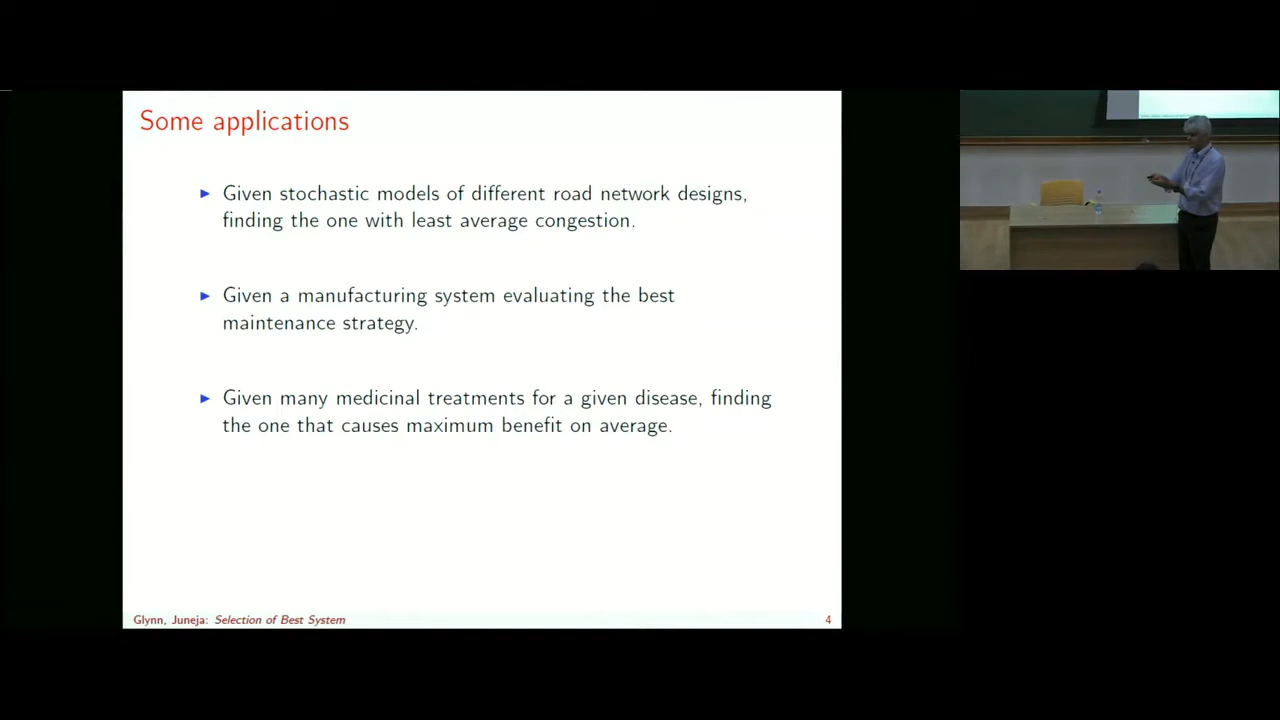 Some applications
▶ Given stochastic models of different road network designs,
finding the one with least average congestion.
▶ Given a manufacturing system evaluating the best
maintenance strategy.
▶ Given many medicinal treatments for a given disease, finding
the one that causes maximum benefit on average.
Glynn, Juneja: Selection of Best System
4